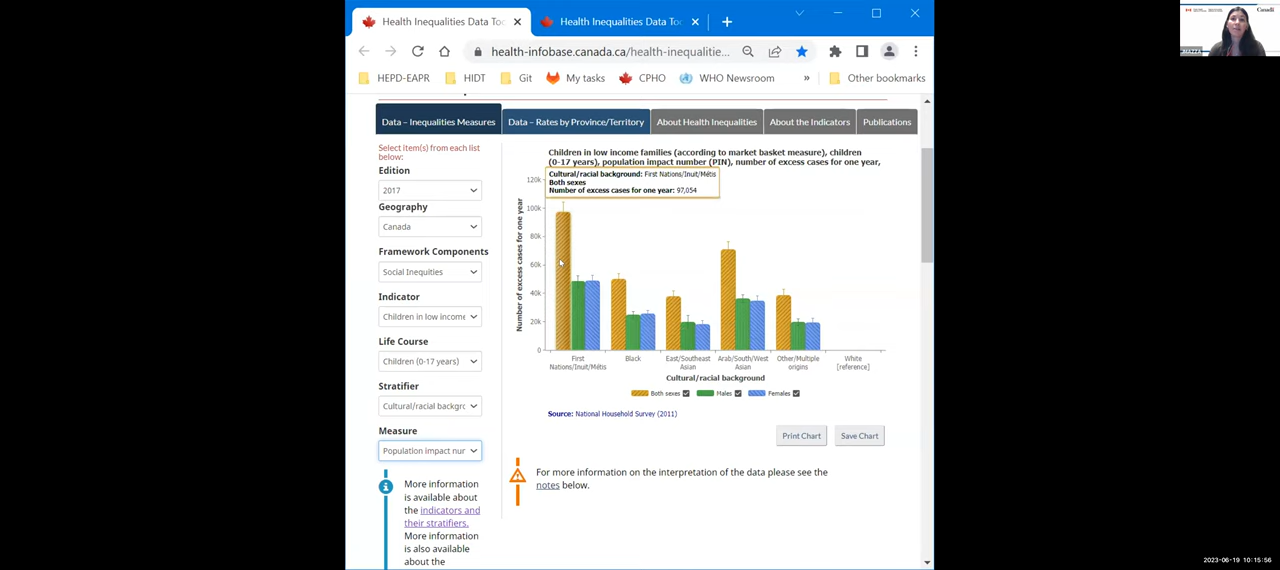 Health Inequalities Data Too
Health Inequalities Data Too
health-infobase.canada.ca/health-inequalitie...
HEPD-EAPR
HIDT
Git
My tasks
CPHO
WHO Newsroom
»
Other bookmarks
Canada
Data – Inequalities Measures
Data – Rates by Province/Territory
About Health Inequalities
About the Indicators
Publications
Select item(s) from each list
below:
Edition
2017
Geography
Canada
Framework Components
Social Inequities
Indicator
Children in low income
Life Course
Children (0-17 years)
Stratifier
Cultural/racial backgro
Measure
Population impact nur
More information
is available about
the indicators and
their stratifiers.
More information
is also available
about the
Children in low income families (according to market basket measure), children
(0-17 years), population impact number (PIN), number of excess cases for one year,
Cultural/racial background: First Nations/Inuit/Métis
Both sexes
Number of excess cases for one year: 97,054
Number of excess cases for one year
120k
100k
80k
60k
40k
20k
0
First
Nations/Inuit/Métis
Black
East/Southeast
Asian
Arab/South/West
Asian
Other/Multiple
origins
White
[reference]
Cultural/racial background
Both sexes
Males
Females
Source: National Household Survey (2011)
Print Chart
Save Chart
For more information on the interpretation of the data please see the
notes below.
2023-06-19 10:15:56